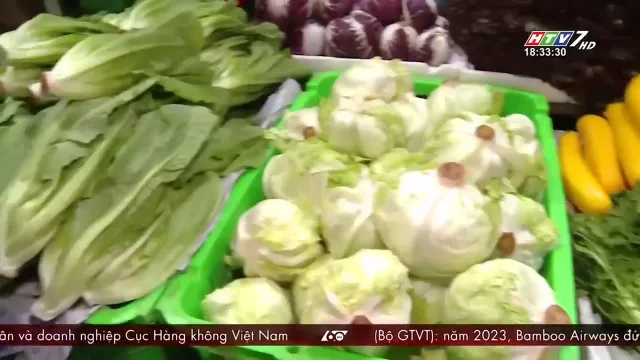 HTV7 HD
18:33:30
ân và doanh nghiệp Cục Hàng không Việt Nam
60
(Bộ GTVT): năm 2023, Bamboo Airways đứ